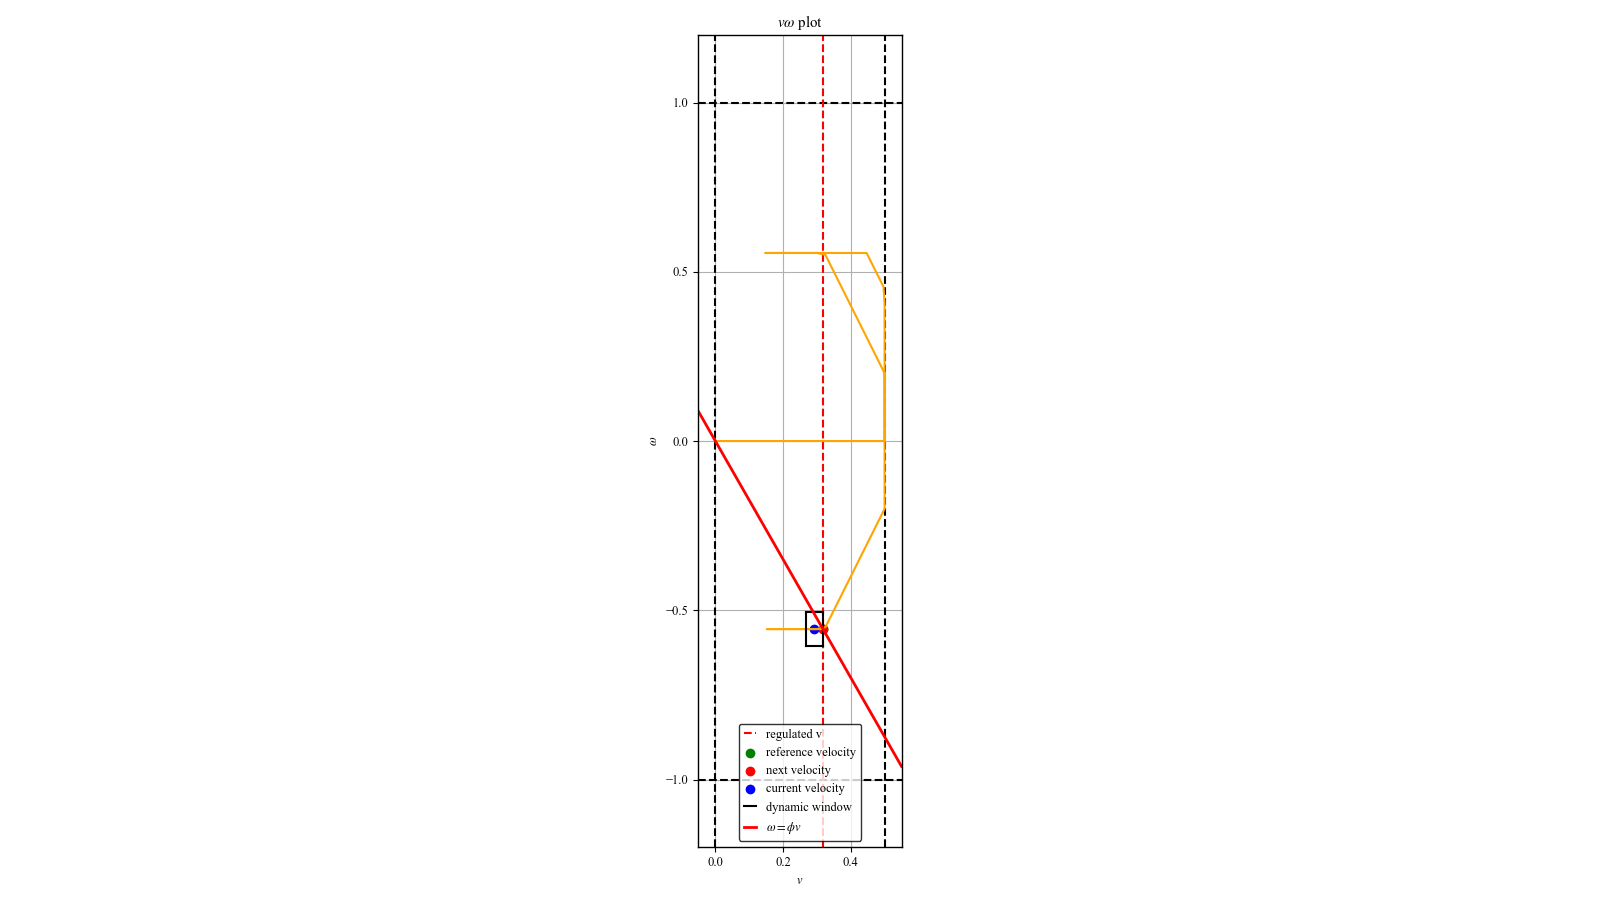 vω plot
1.0
0.5
0.0
−0.5
−1.0
ω
regulated v
reference velocity
next velocity
current velocity
dynamic window
ω = ϕv
0.0 0.2 0.4
v